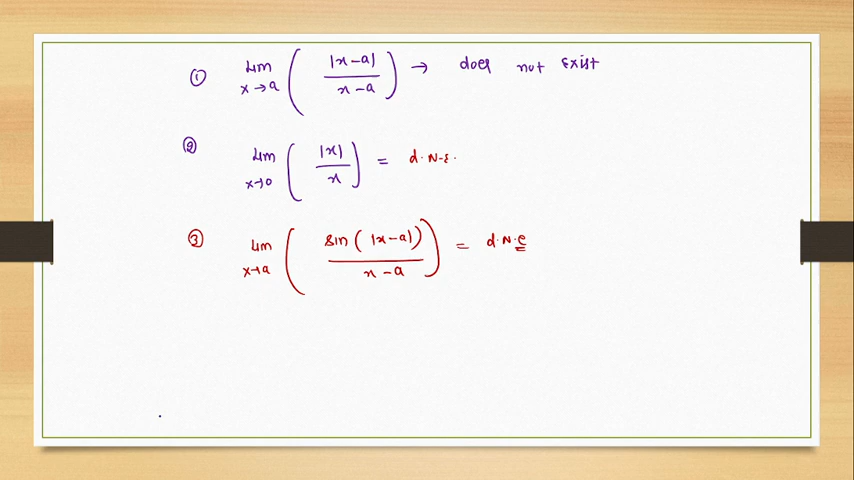 ① lim x→a ( |x-a| / x-a ) → does not exist
② lim x→0 ( |x| / x ) = d.N.E.
③ lim x→a ( sin ( |x-a| ) / x-a ) = d.N.e